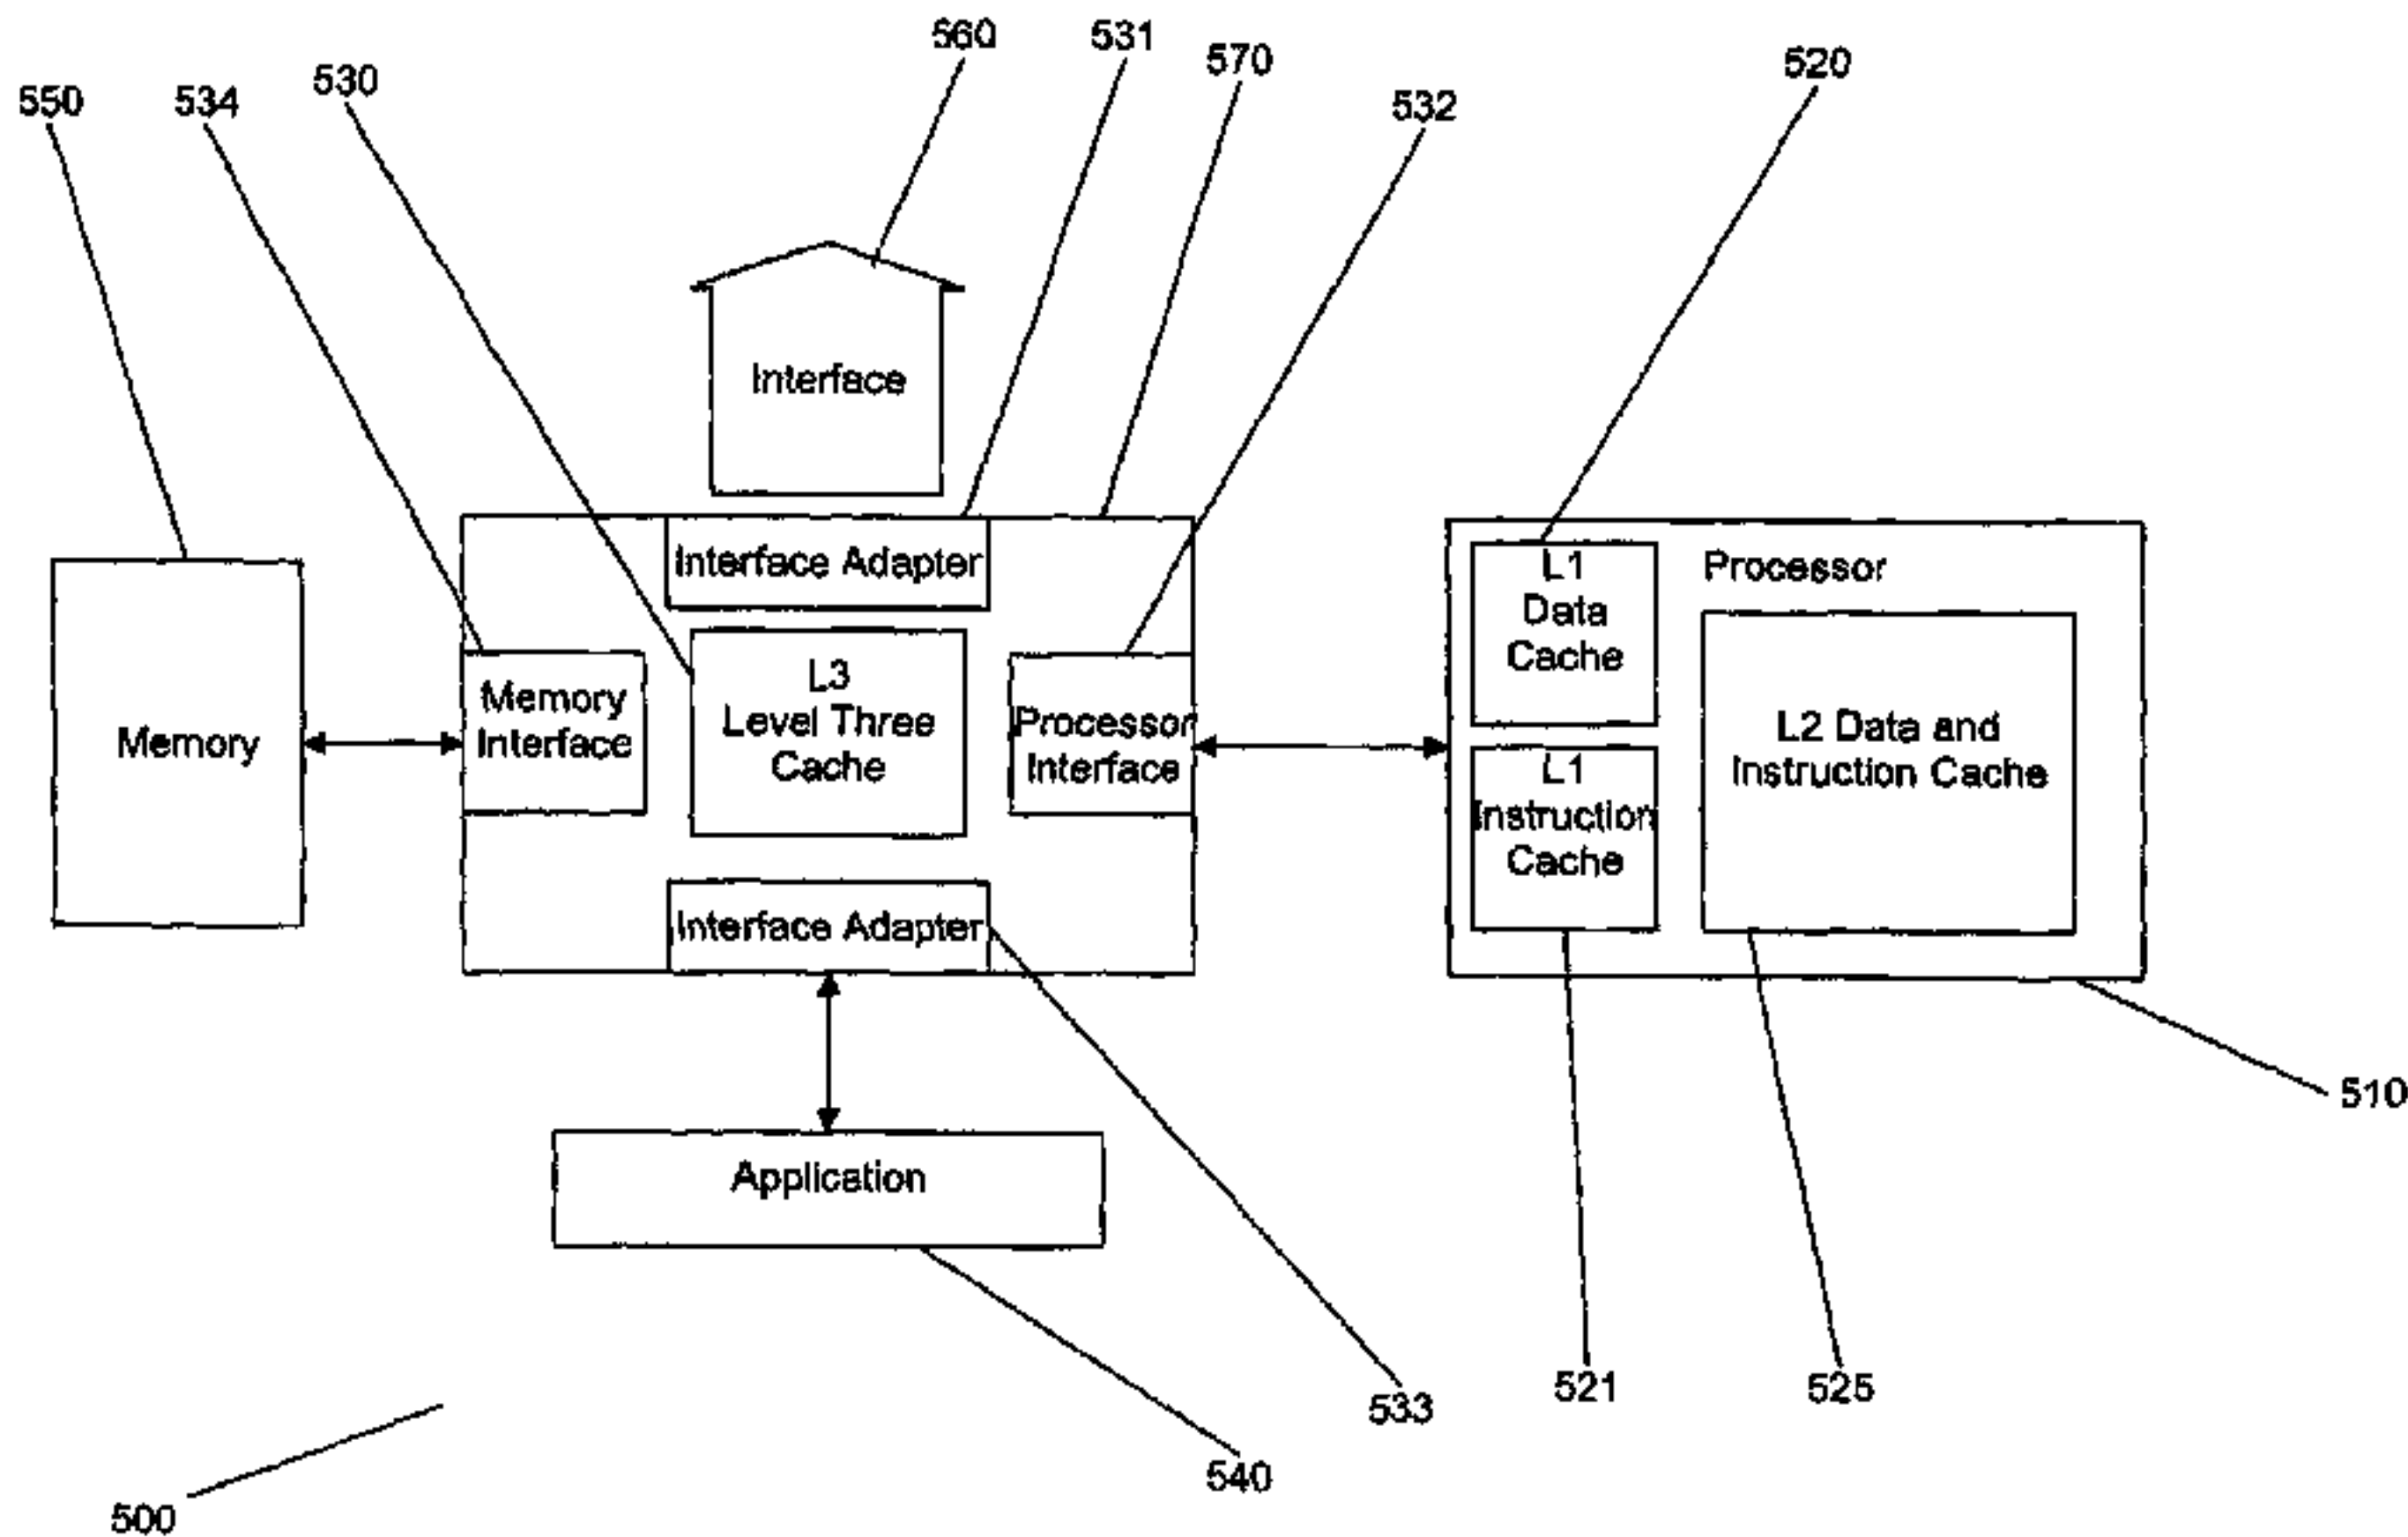 560
531
570
520
530
550
534
532
Interface
Interface Adapter
L1
Data
Cache
Processor
L3
Level Three
Cache
Memory
Interface
Memory
Processor
Interface
L2 Data and
Instruction Cache
L1
Instruction
Cache
Interface Adapter
510
Application
521
525
533
540
500